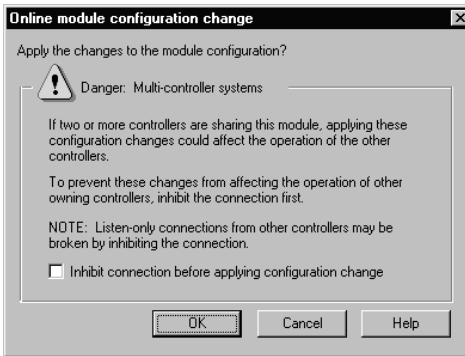 Online module configuration change
Apply the changes to the module configuration?
Danger: Multi-controller systems
If two or more controllers are sharing this module, applying these
configuration changes could affect the operation of the other
controllers.
To prevent these changes from affecting the operation of other
owning controllers, inhibit the connection first.
NOTE: Listen-only connections from other controllers may be
broken by inhibiting the connection.
Inhibit connection before applying configuration change
OK Cancel Help